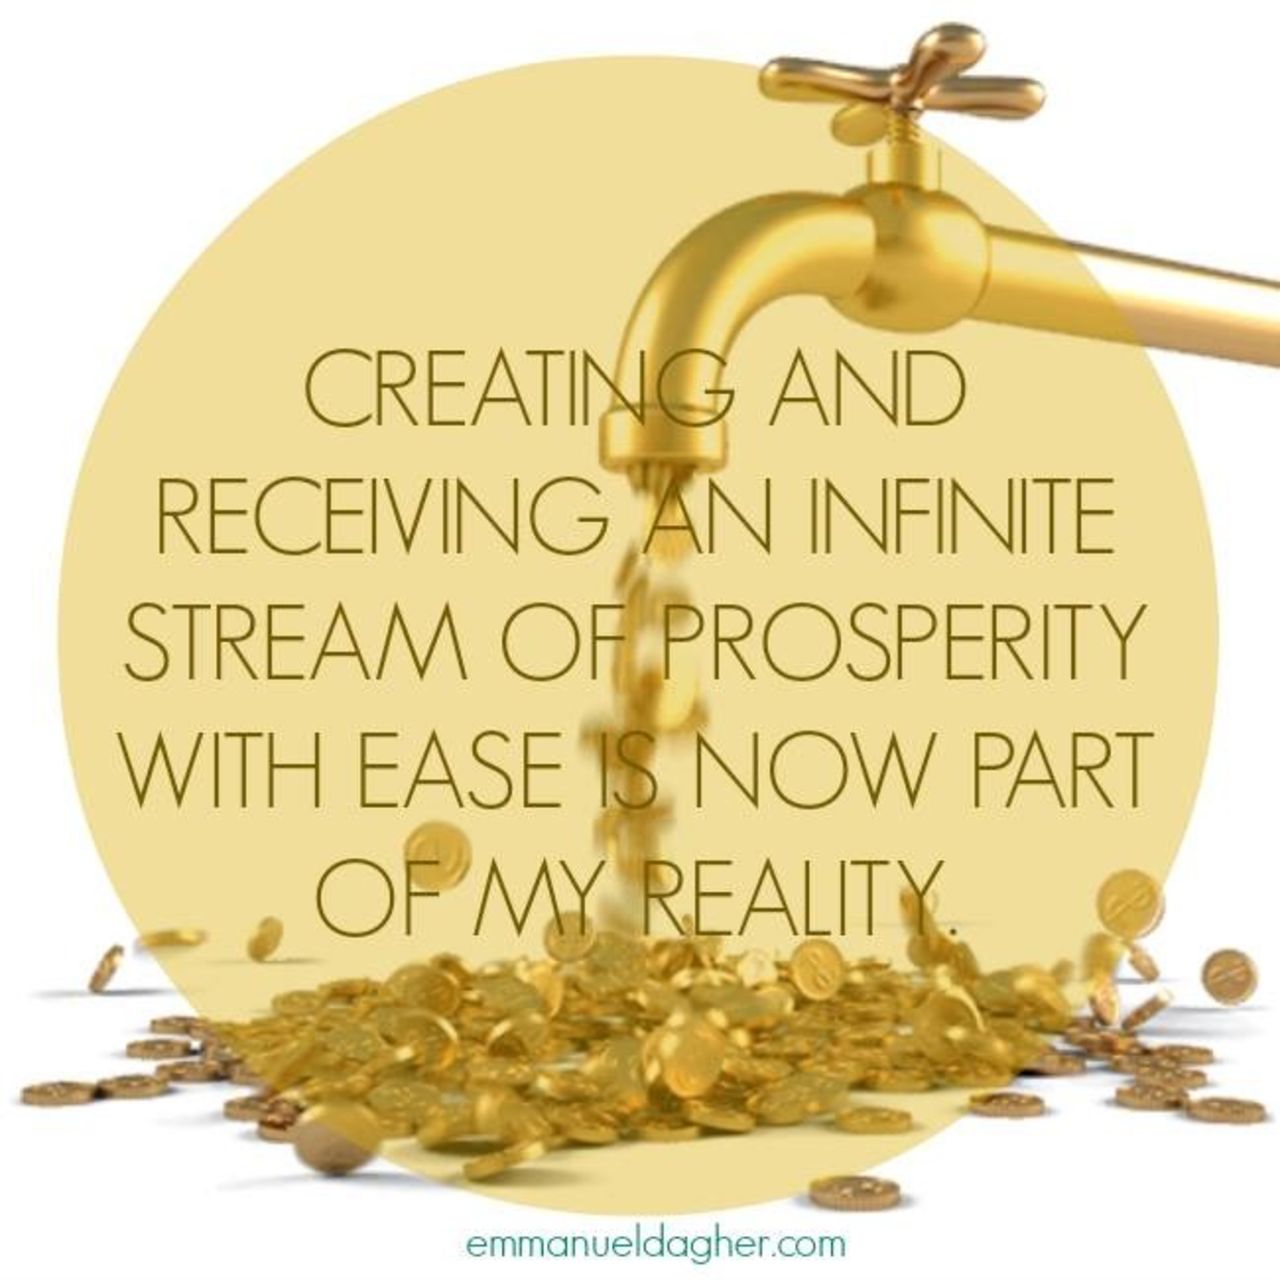 CREATING AND
RECEIVING AN INFINITE
STREAM OF PROSPERITY
WITH EASE IS NOW PART
OF MY REALITY.
emmanueldagher.com